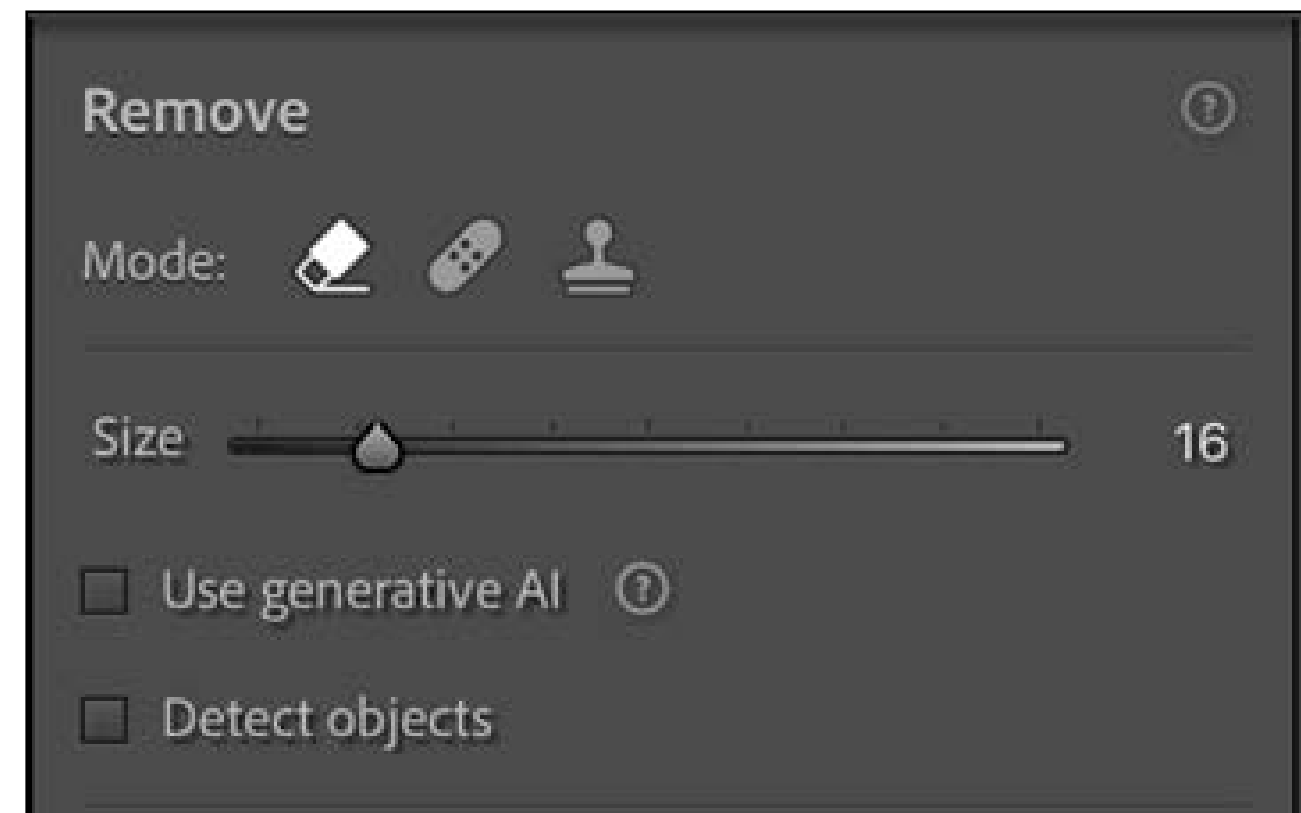 Remove ?
Mode:
Size 16
Use generative AI ?
Detect objects